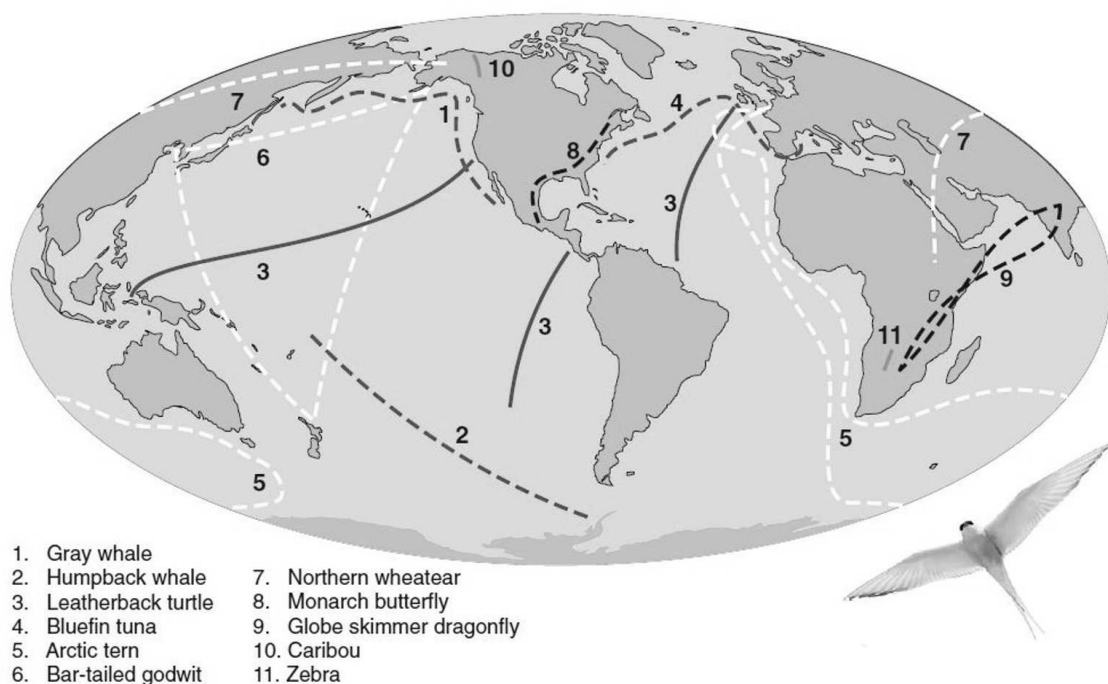 10
7
4
1
8
7
6
3
3
9
3
11
2
5
5
1. Gray whale
2. Humpback whale
3. Leatherback turtle
4. Bluefin tuna
5. Arctic tern
6. Bar-tailed godwit
7. Northern wheatear
8. Monarch butterfly
9. Globe skimmer dragonfly
10. Caribou
11. Zebra